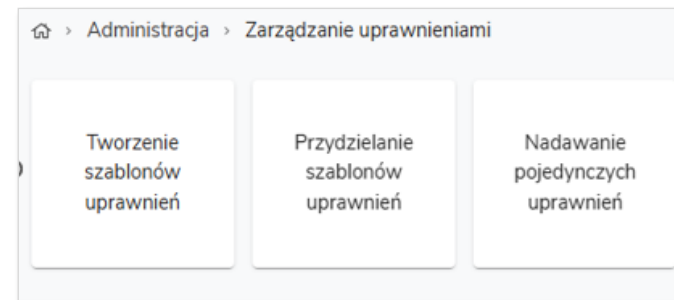 Administracja > Zarządzanie uprawnieniami
Tworzenie
szablonów
uprawnień
Przydzielanie
szablonów
uprawnień
Nadawanie
pojedynczych
uprawnień